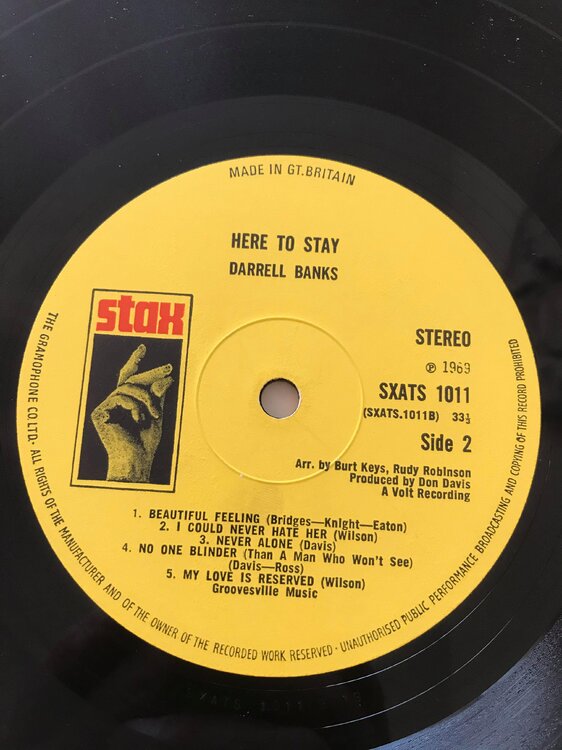 MADE IN GT.BRITAIN
HERE TO STAY
DARRELL BANKS
stax
STEREO
℗ 1969
SXATS 1011
(SXATS.1011B) 33⅓
Side 2
Arr. by Burt Keys, Rudy Robinson
Produced by Don Davis
A Volt Recording
1. BEAUTIFUL FEELING (Bridges—Knight—Eaton)
2. I COULD NEVER HATE HER (Wilson)
3. NEVER ALONE (Davis)
4. NO ONE BLINDER (Than A Man Who Won't See)
(Davis—Ross)
5. MY LOVE IS RESERVED (Wilson)
Groovesville Music
THE GRAMOPHONE CO.LTD· ALL RIGHTS OF THE MANUFACTURER AND OF THE OWNER OF THE RECORDED WORK RESERVED · UNAUTHORISED PUBLIC PERFORMANCE BROADCASTING AND COPYING OF THIS RECORD PROHIBITED
SXATS 1011